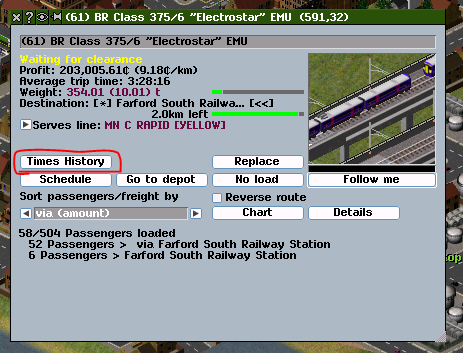 (61) BR Class 375/6 "Electrostar" EMU (591,32)
(61) BR Class 375/6 "Electrostar" EMU
Waiting for clearance
Profit: 203,005.61¢ (9.18¢/km)
Average trip time: 3:28:16
Weight: 354.01 (10.01) t
Destination: [*] Farford South Railwa... [<<]
2.0km left
Serves line: MN C RAPID [YELLOW]
Times History
Replace
Schedule
Go to depot
No load
Follow me
Sort passengers/freight by
Reverse route
via (amount)
Chart
Details
58/504 Passengers loaded
52 Passengers > via Farford South Railway Station
6 Passengers > Farford South Railway Station